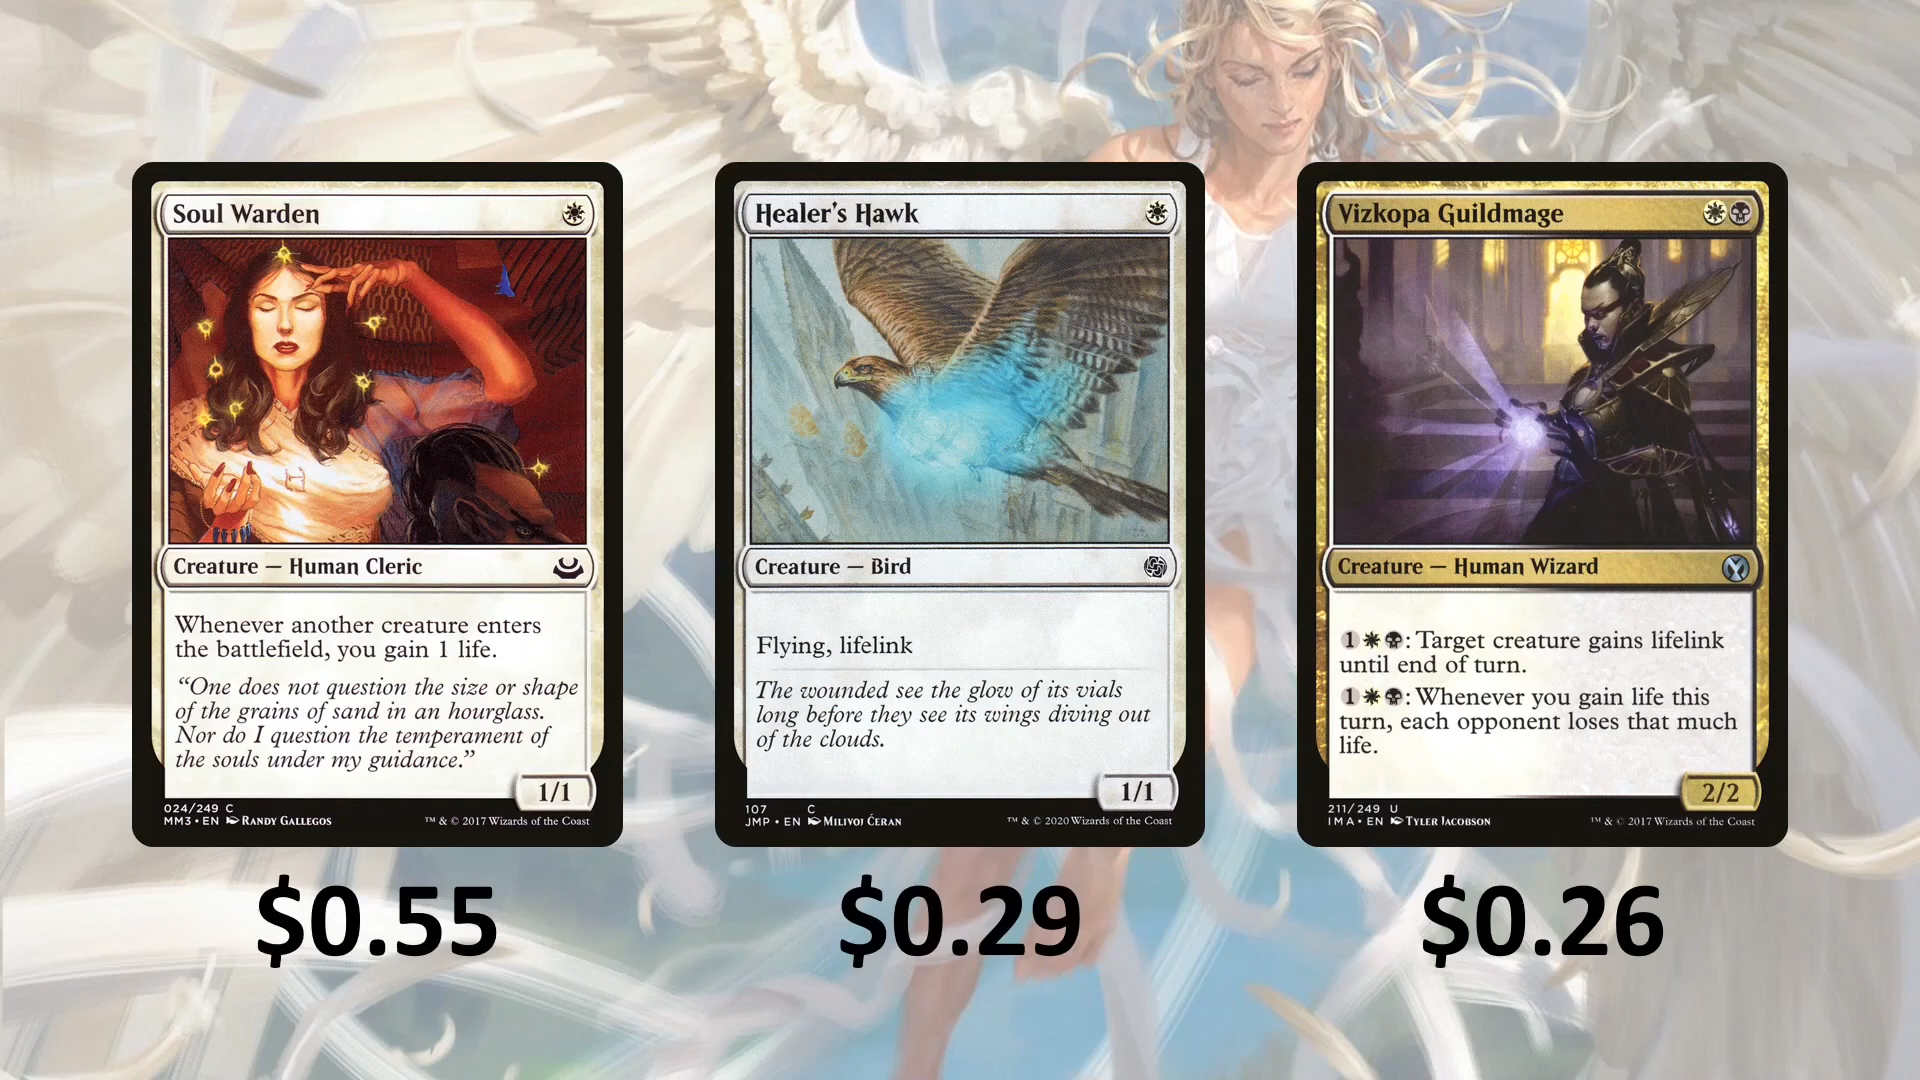 Soul Warden
Creature — Human Cleric
Whenever another creature enters
the battlefield, you gain 1 life.
“One does not question the size or shape
of the grains of sand in an hourglass.
Nor do I question the temperament of
the souls under my guidance.”
1/1
024/249 C
MM3 • EN Randy Gallegos
™ & © 2017 Wizards of the Coast
$0.55
Healer's Hawk
Creature — Bird
Flying, lifelink
The wounded see the glow of its vials
long before they see its wings diving out
of the clouds.
1/1
107 C
JMP • EN Milivoj Ćeran
™ & © 2020 Wizards of the Coast
$0.29
Vizkopa Guildmage
Creature — Human Wizard
1: Target creature gains lifelink
until end of turn.
1: Whenever you gain life this
turn, each opponent loses that much
life.
2/2
211/249 U
IMA • EN Tyler Jacobson
™ & © 2017 Wizards of the Coast
$0.26